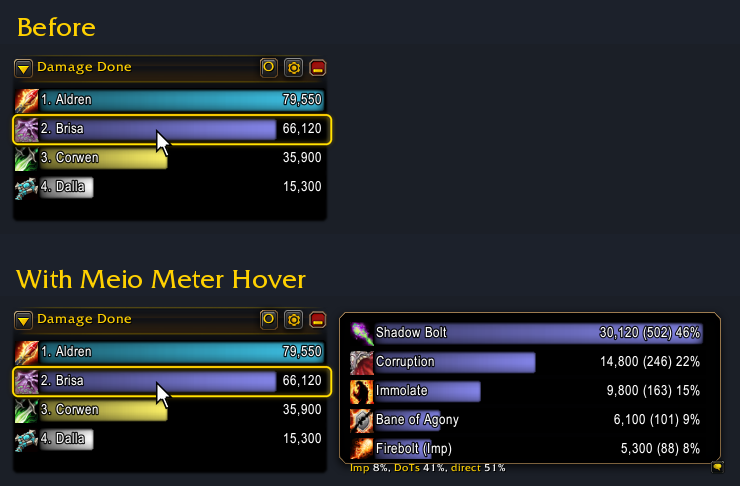 Before
Damage Done
1. Aldren 79,550
2. Brisa 66,120
3. Corwen 35,900
4. Dalla 15,300
With Meio Meter Hover
Damage Done
1. Aldren 79,550
2. Brisa 66,120
3. Corwen 35,900
4. Dalla 15,300
Shadow Bolt 30,120 (502) 46%
Corruption 14,800 (246) 22%
Immolate 9,800 (163) 15%
Bane of Agony 6,100 (101) 9%
Firebolt (Imp) 5,300 (88) 8%
Imp 8%, DoTs 41%, direct 51%